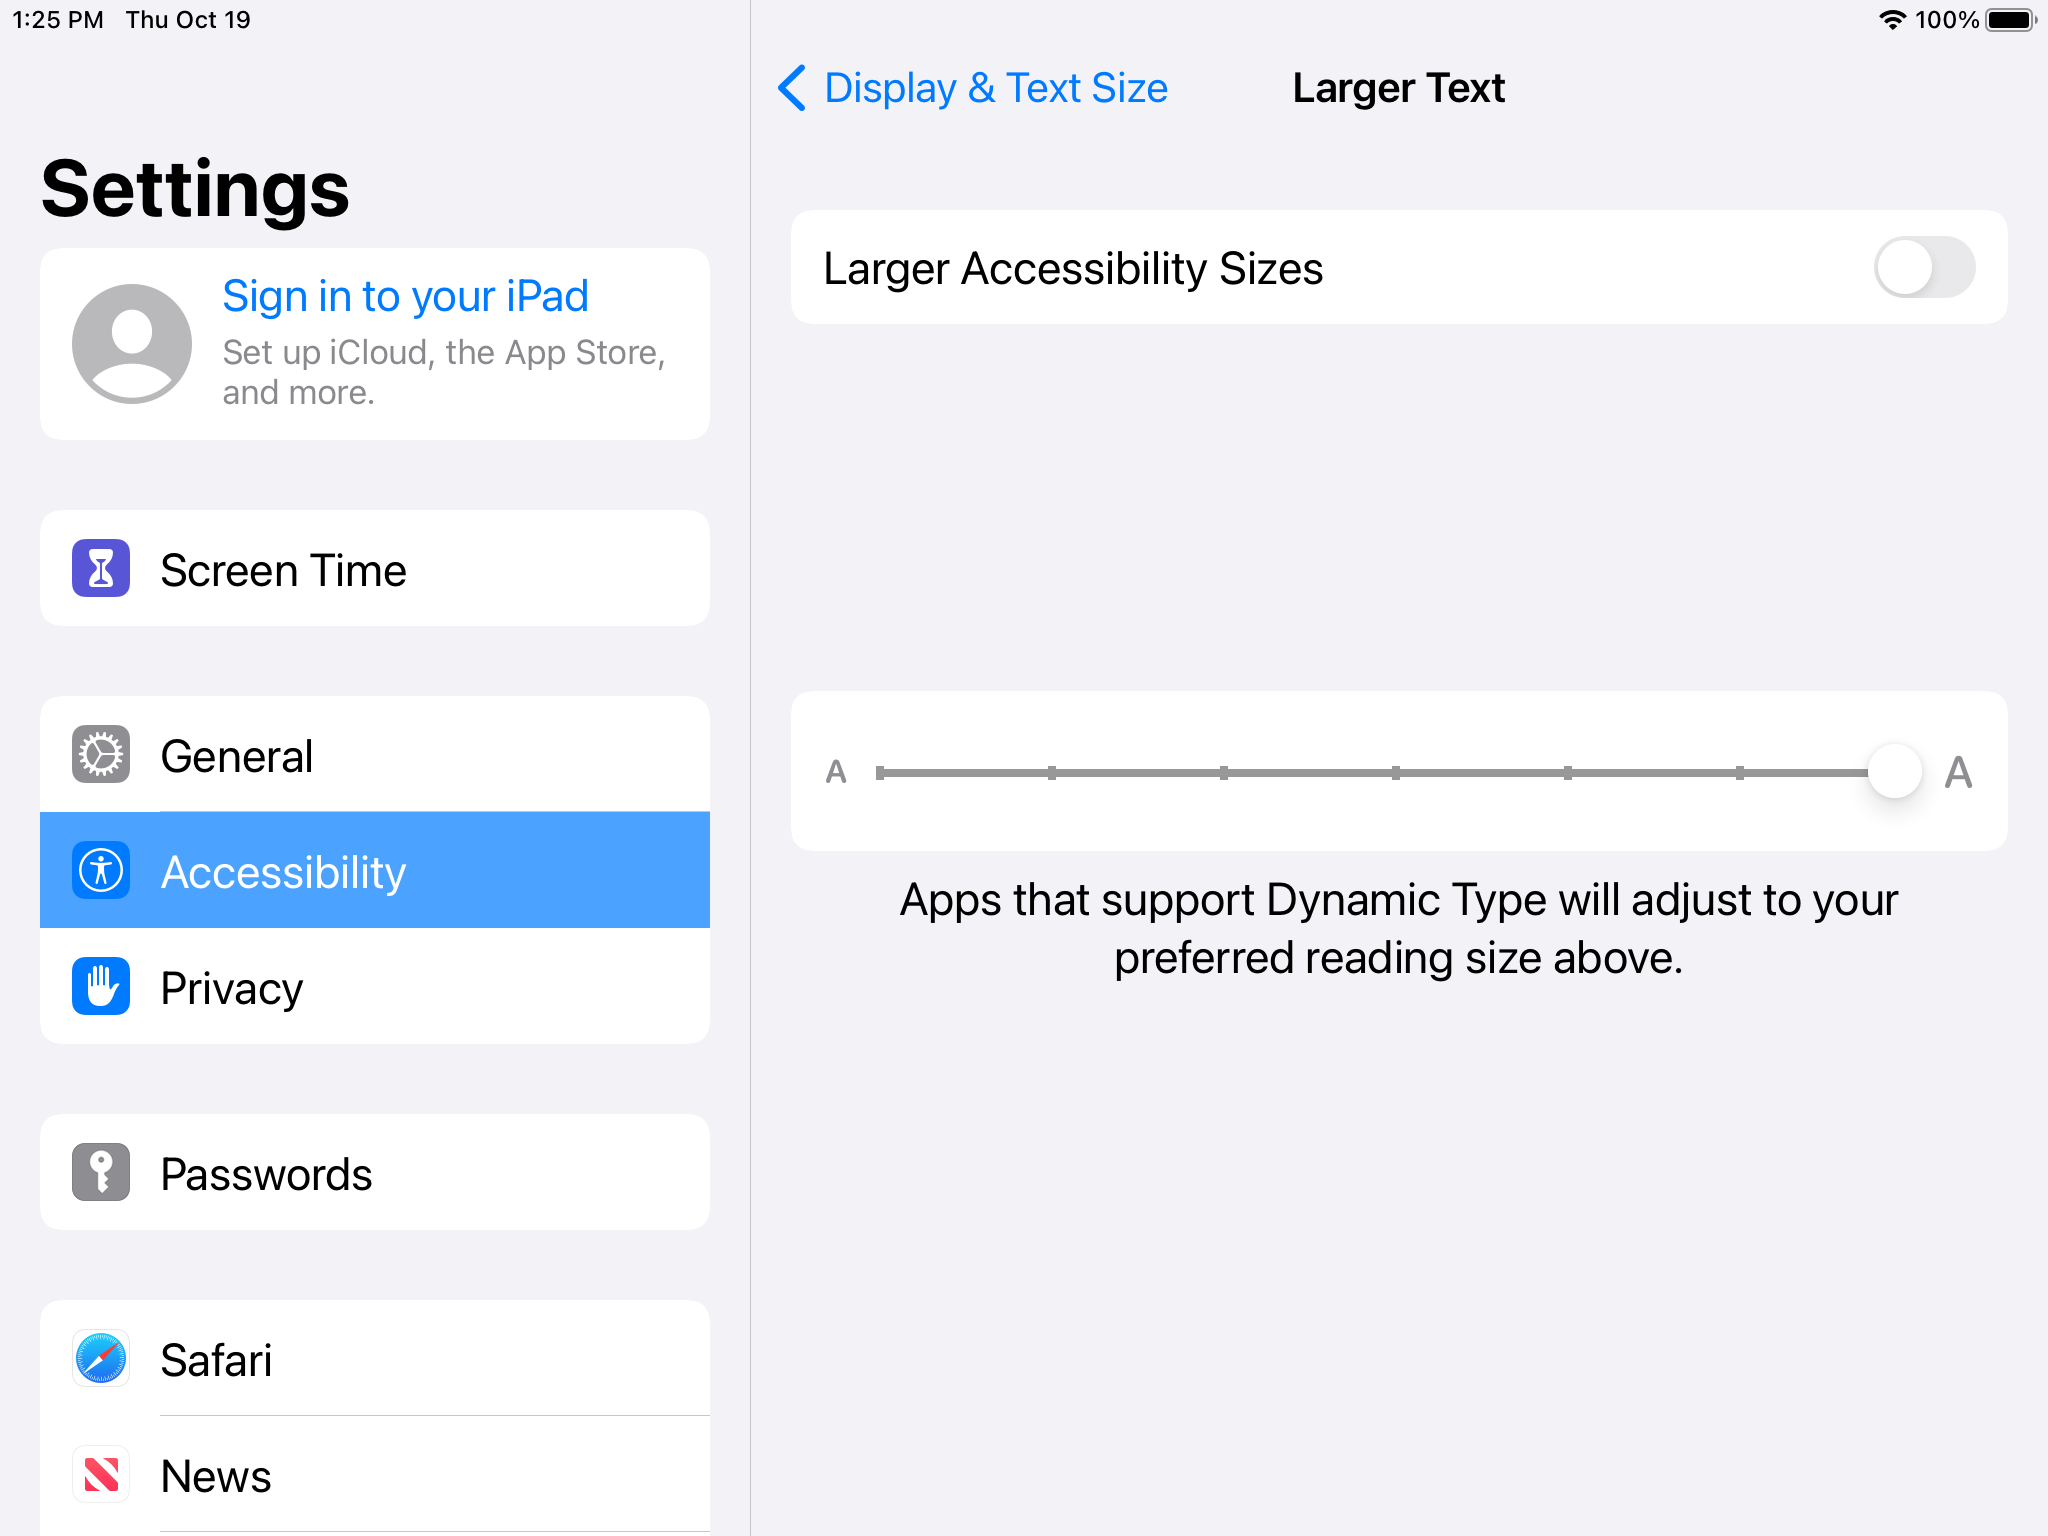 1:25 PM Thu Oct 19
100%
Settings
Sign in to your iPad
Set up iCloud, the App Store,
and more.
Screen Time
General
Accessibility
Privacy
Passwords
Safari
News
Display & Text Size
Larger Text
Larger Accessibility Sizes
A A
Apps that support Dynamic Type will adjust to your
preferred reading size above.